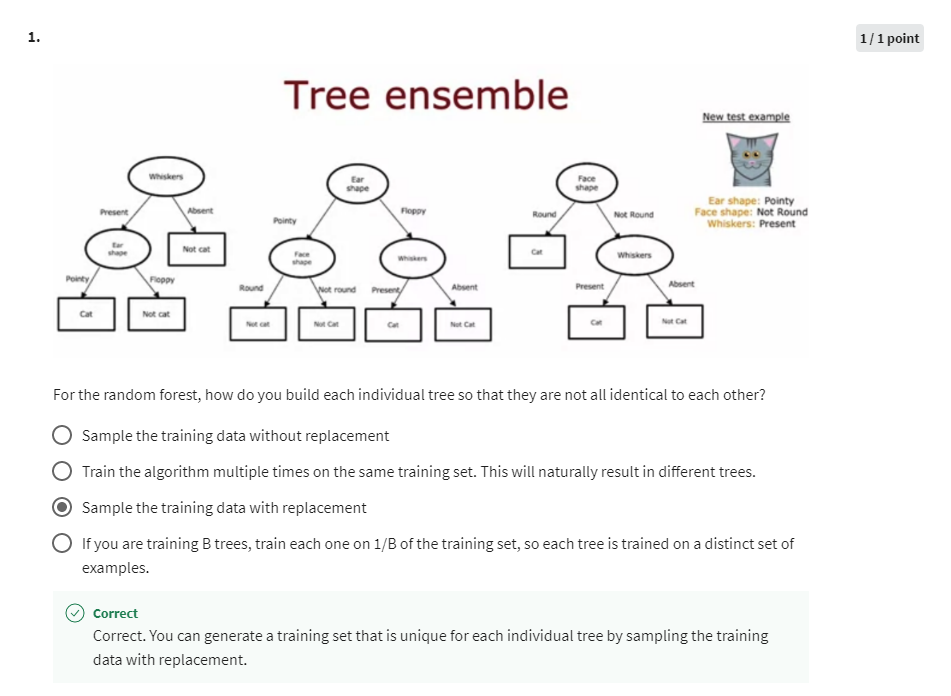 1.
1 / 1 point
Tree ensemble
New test example
Whiskers
Ear
shape
Face
shape
Ear shape: Pointy
Face shape: Not Round
Whiskers: Present
Present
Absent
Pointy
Floppy
Round
Not Round
Ear
shape
Not cat
Face
shape
Whiskers
Cat
Whiskers
Pointy
Floppy
Round
Not round
Present
Absent
Present
Absent
Cat
Not cat
Not cat
Not Cat
Cat
Not Cat
Cat
Not Cat
For the random forest, how do you build each individual tree so that they are not all identical to each other?
Sample the training data without replacement
Train the algorithm multiple times on the same training set. This will naturally result in different trees.
Sample the training data with replacement
If you are training B trees, train each one on 1/B of the training set, so each tree is trained on a distinct set of
examples.
Correct
Correct. You can generate a training set that is unique for each individual tree by sampling the training
data with replacement.